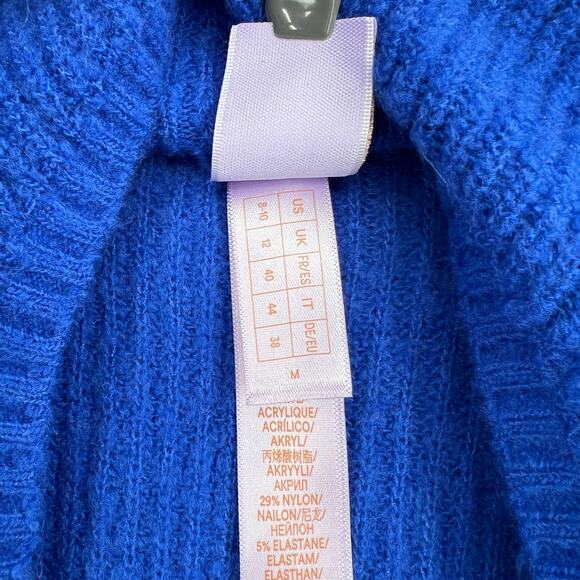 US UK FR/ES IT DE/EU
8-10 12 40 44 38
M
ACRYLIQUE/
ACRÍLICO/
AKRYL/
丙烯酸树脂/
AKRYYLI/
АКРИЛ
29% NYLON/
NAILON/尼龙/
НЕЙЛОН
5% ELASTANE/
ELASTAM/
ELASTHAN/